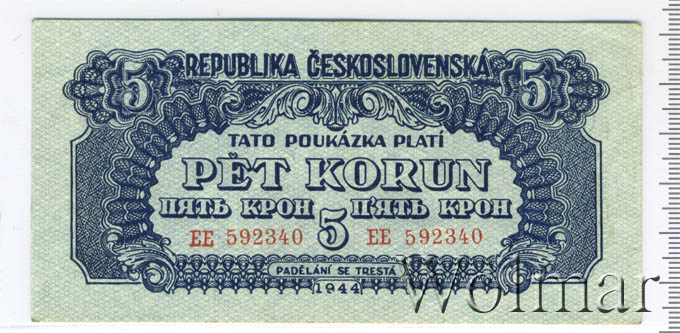 5 REPUBLIKA ČESKOSLOVENSKÁ 5
TATO POUKÁZKA PLATÍ
PĚT KORUN
ПЯТЬ КРОН 5 П'ЯТЬ КРОН
EE 592340 EE 592340
PADĚLÁNÍ SE TRESTÁ
1944
Wolmar